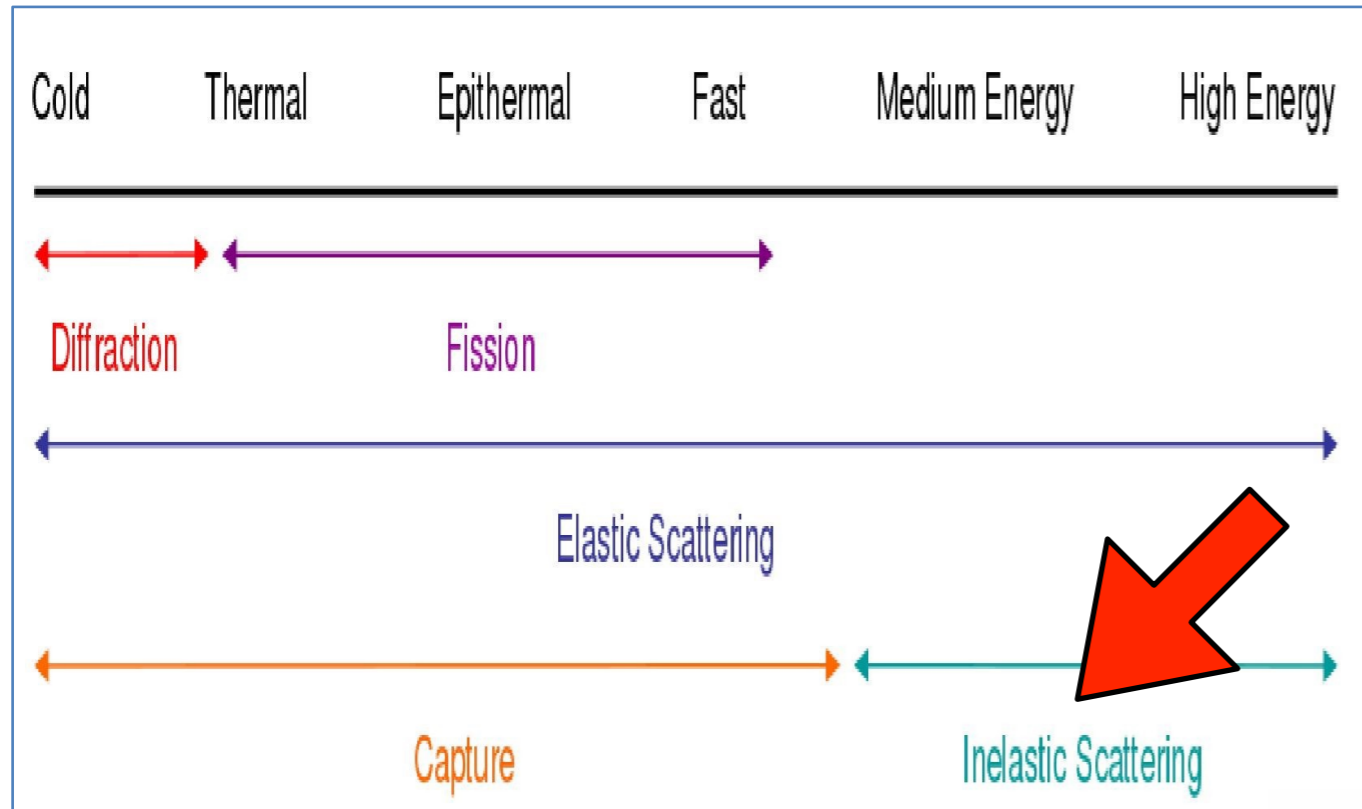 Cold Thermal Epithermal Fast Medium Energy High Energy
Diffraction Fission
Elastic Scattering
Capture Inelastic Scattering